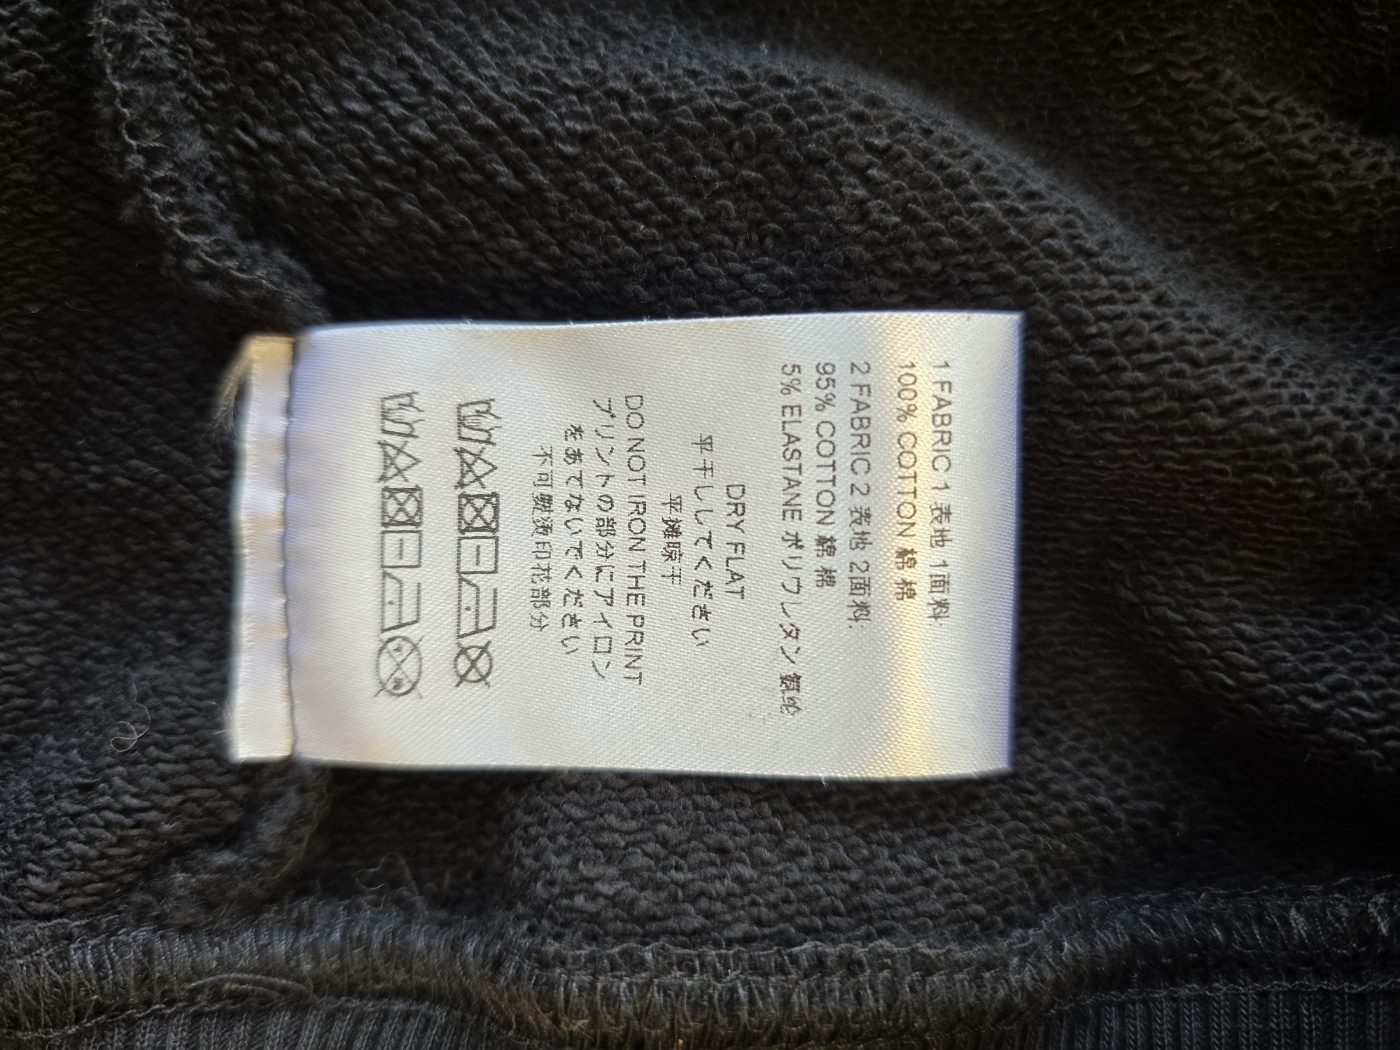 1 FABRIC 1 表地 1面料
100% COTTON 綿 棉
2 FABRIC 2 表地 2面料
95% COTTON 綿 棉
5% ELASTANE ポリウレタン 氨纶
DRY FLAT
平干ししてください
平摊晾干
DO NOT IRON THE PRINT
プリントの部分にアイロン
をあてないでください
不可熨烫印花部分